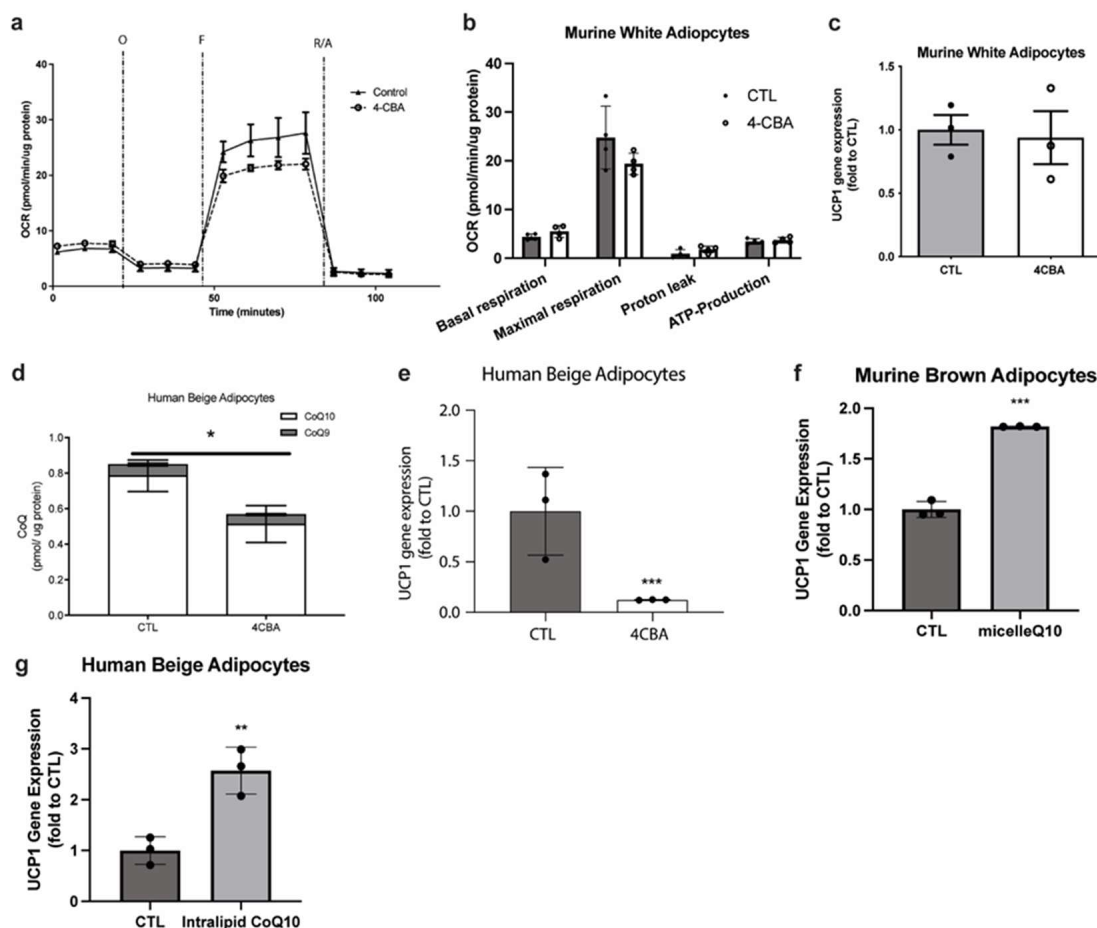 a
O
F
R/A
OCR (pmol/min/ug protein)
40
30
20
10
0
0
50
100
Time (minutes)
Control
4-CBA
b
Murine White Adiopcytes
OCR (pmol/min/ug protein)
40
30
20
10
0
CTL
4-CBA
Basal respiration
Maximal respiration
Proton leak
ATP-Production
c
Murine White Adipocytes
UCP1 gene expression
(fold to CTL)
1.5
1.0
0.5
0.0
CTL
4CBA
d
Human Beige Adipocytes
CoQ10
CoQ9
CoQ
(pmol/ ug protein)
1.0
0.8
0.6
0.4
0.2
0.0
*
CTL
4CBA
e
Human Beige Adipocytes
UCP1 gene expression
(fold to CTL)
2.0
1.5
1.0
0.5
0.0
***
CTL
4CBA
f
Murine Brown Adipocytes
UCP1 Gene Expression
(fold to CTL)
2.0
1.5
1.0
0.5
0.0
***
CTL
micelleQ10
g
Human Beige Adipocytes
UCP1 Gene Expression
(fold to CTL)
4
3
2
1
0
**
CTL
Intralipid CoQ10